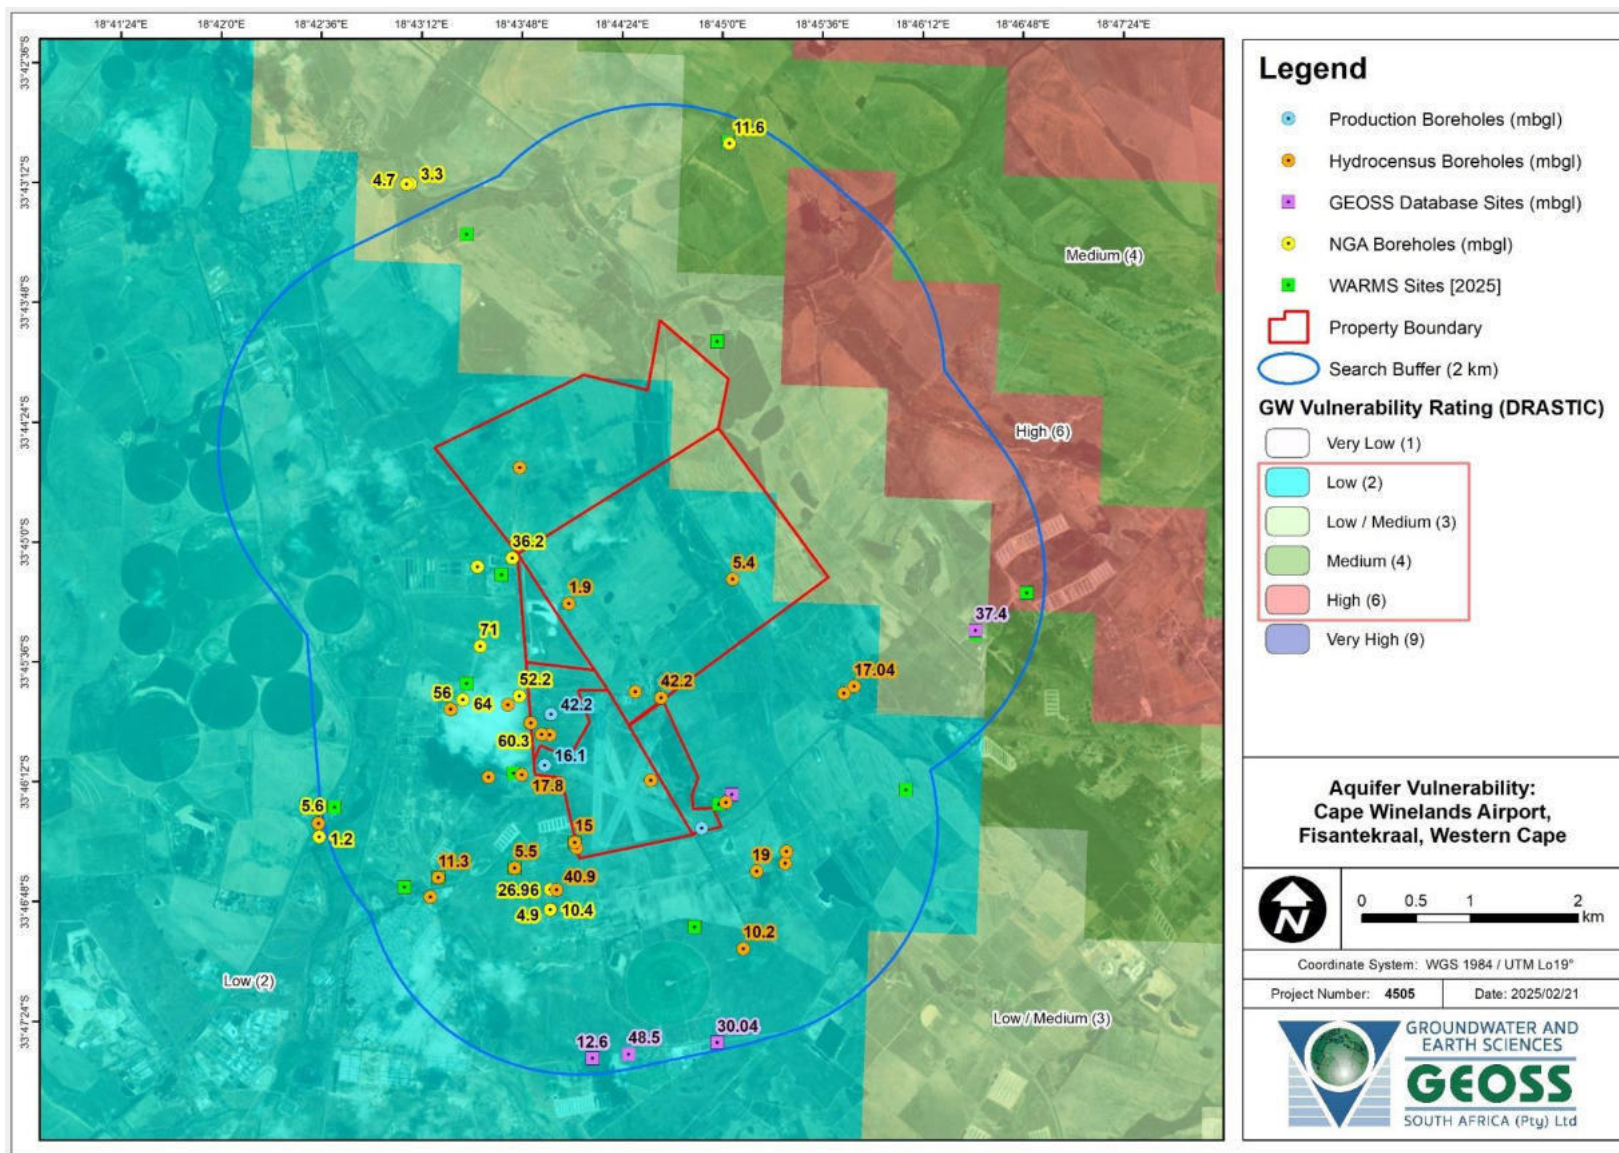 18°41'24"E 18°42'0"E 18°42'36"E 18°43'12"E 18°43'48"E 18°44'24"E 18°45'0"E 18°45'36"E 18°46'12"E 18°46'48"E 18°47'24"E
33°42'36"S
33°43'12"S
33°43'48"S
33°44'24"S
33°45'0"S
33°45'36"S
33°46'12"S
33°46'48"S
33°47'24"S
11.6
4.7 3.3
Medium (4)
High (6)
36.2
5.4
1.9
37.4
71
17.04
56 64 52.2 42.2
42.2
60.3
16.1
17.8
5.6
1.2
15
11.3 5.5 19
26.96 40.9
4.9 10.4
10.2
Low (2)
Low / Medium (3)
12.6 48.5 30.04
Legend
Production Boreholes (mbgl)
Hydrocensus Boreholes (mbgl)
GEOSS Database Sites (mbgl)
NGA Boreholes (mbgl)
WARMS Sites [2025]
Property Boundary
Search Buffer (2 km)
GW Vulnerability Rating (DRASTIC)
Very Low (1)
Low (2)
Low / Medium (3)
Medium (4)
High (6)
Very High (9)
Aquifer Vulnerability:
Cape Winelands Airport,
Fisantekraal, Western Cape
N
0 0.5 1 2
km
Coordinate System: WGS 1984 / UTM Lo19°
Project Number: 4505 Date: 2025/02/21
GROUNDWATER AND
EARTH SCIENCES
GEOSS
SOUTH AFRICA (Pty) Ltd